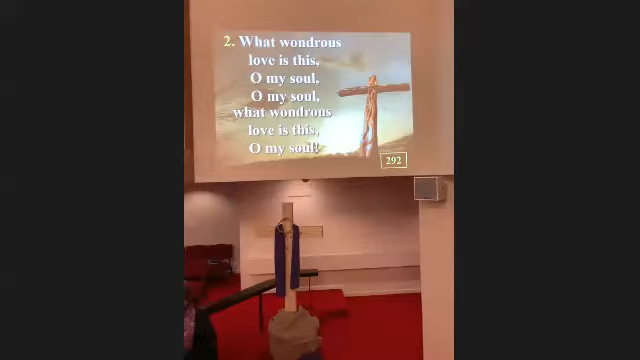 2. What wondrous
love is this,
O my soul,
O my soul,
what wondrous
love is this,
O my soul!
292